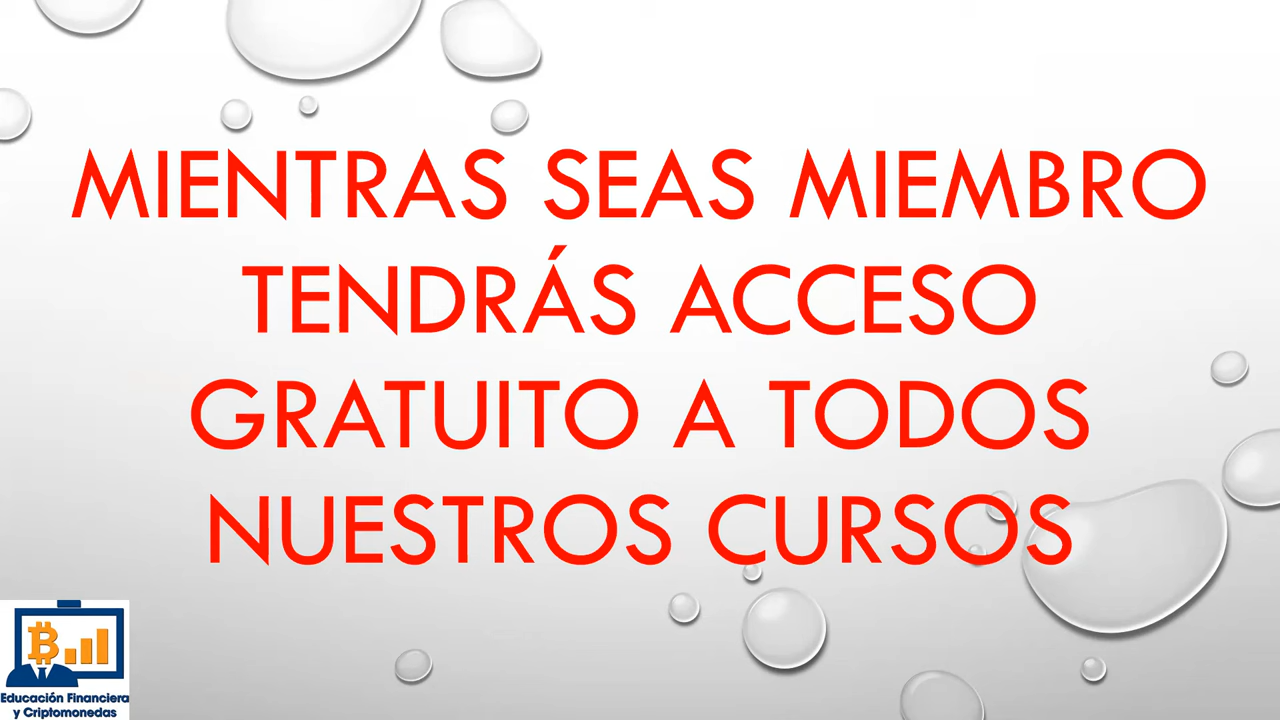 MIENTRAS SEAS MIEMBRO
TENDRÁS ACCESO
GRATUITO A TODOS
NUESTROS CURSOS
Educación Financiera
y Criptomonedas